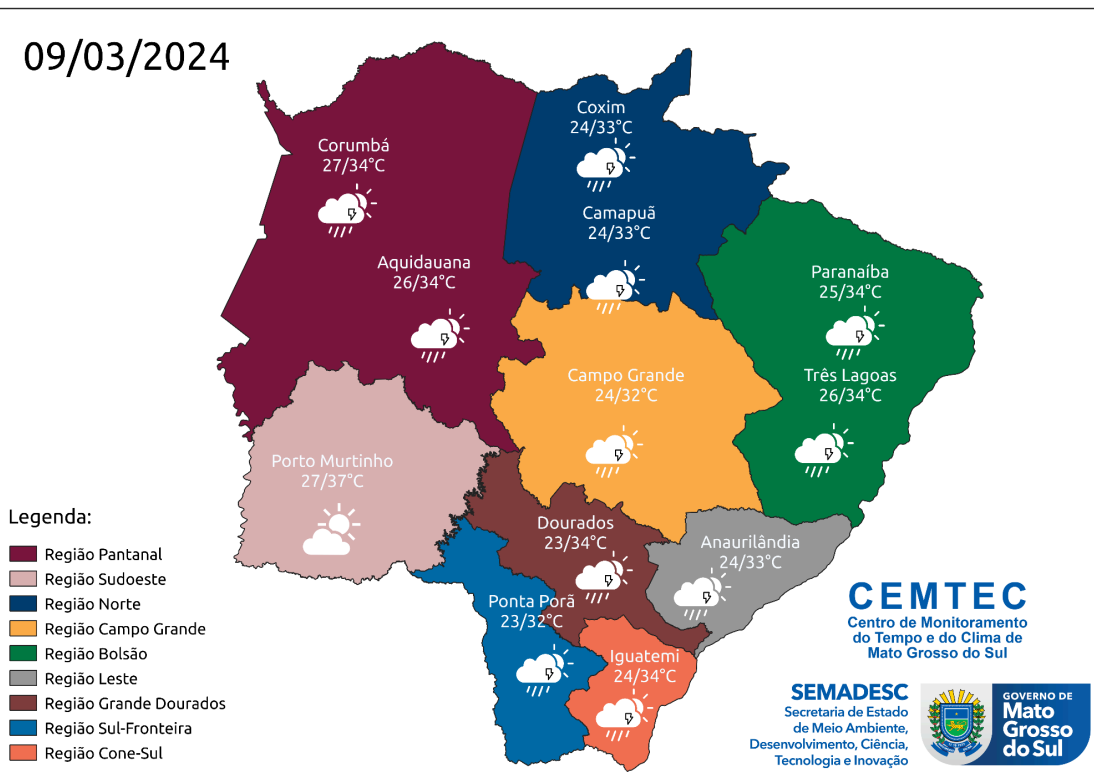 09/03/2024
Coxim
24/33°C
Corumbá
27/34°C
Camapuã
24/33°C
Aquidauana
26/34°C
Paranaíba
25/34°C
Campo Grande
24/32°C
Três Lagoas
26/34°C
Porto Murtinho
27/37°C
Dourados
23/34°C
Anaurilândia
24/33°C
Ponta Porã
23/32°C
Iguatemi
24/34°C
Legenda:
Região Pantanal
Região Sudoeste
Região Norte
Região Campo Grande
Região Bolsão
Região Leste
Região Grande Dourados
Região Sul-Fronteira
Região Cone-Sul
CEMTEC
Centro de Monitoramento
do Tempo e do Clima de
Mato Grosso do Sul
SEMADESC
Secretaria de Estado
de Meio Ambiente,
Desenvolvimento, Ciência,
Tecnologia e Inovação
GOVERNO DE
Mato
Grosso
do Sul